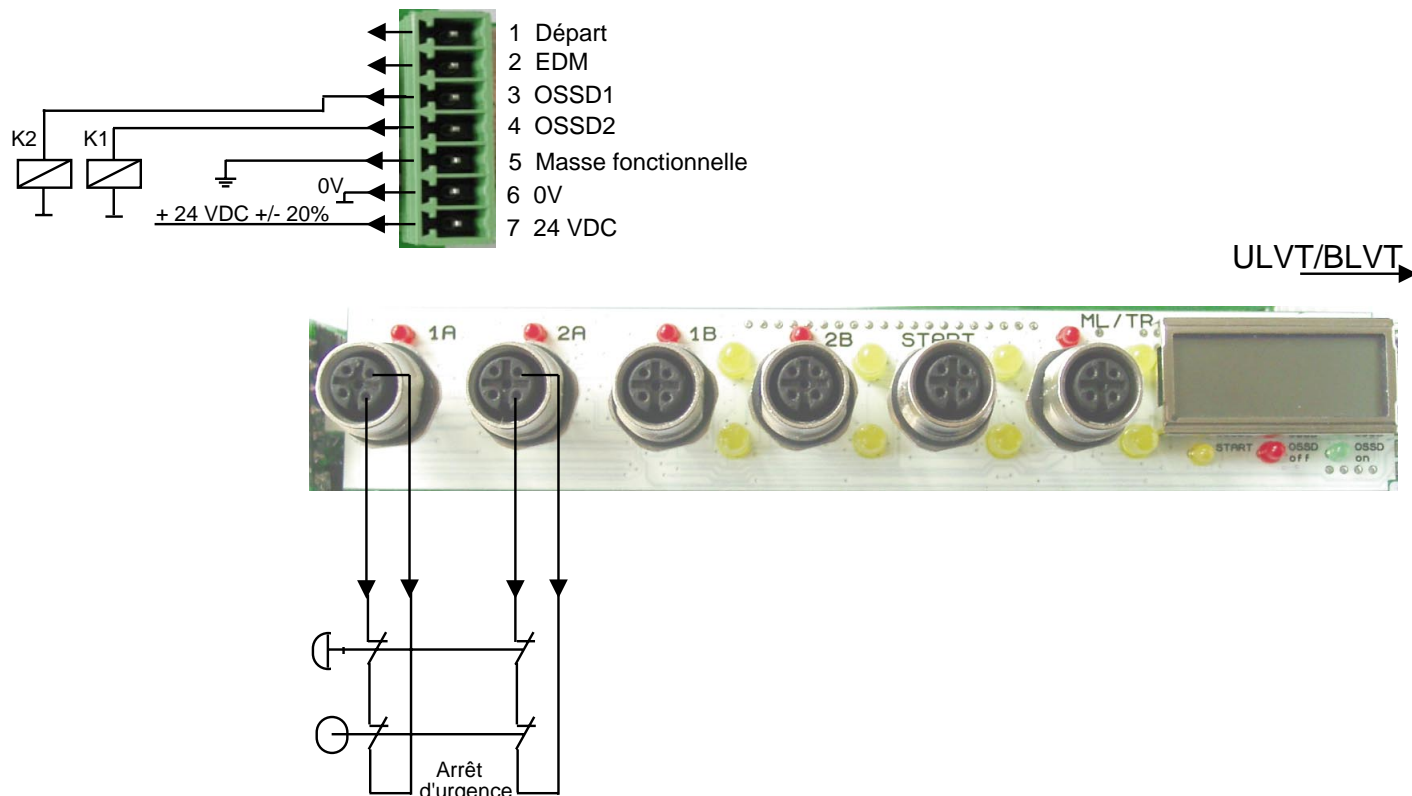 1 Départ
2 EDM
3 OSSD1
4 OSSD2
5 Masse fonctionnelle
6 0V
7 24 VDC
K2
K1
0V
+ 24 VDC +/- 20%
ULVT/BLVT
1A
2A
1B
2B
START
ML/TR
START
OSSD
off
OSSD
on
Arrêt
d'urgence